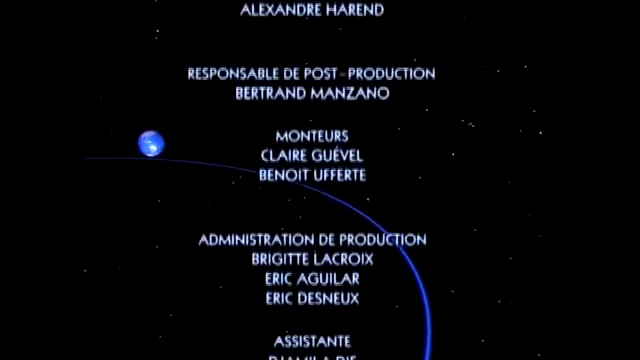 ALEXANDRE HAREND
RESPONSABLE DE POST-PRODUCTION
BERTRAND MANZANO
MONTEURS
CLAIRE GUÉVEL
BENOIT UFFERTE
ADMINISTRATION DE PRODUCTION
BRIGITTE LACROIX
ERIC AGUILAR
ERIC DESNEUX
ASSISTANTE